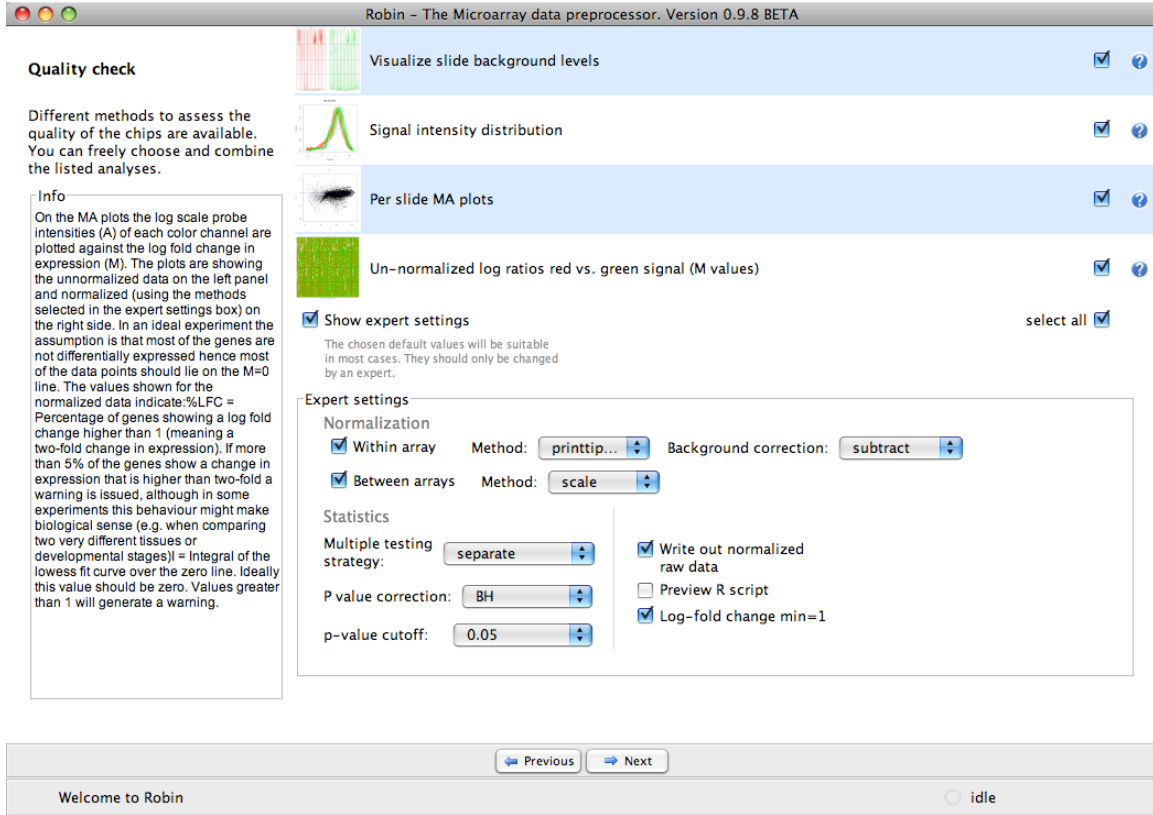 Robin – The Microarray data preprocessor. Version 0.9.8 BETA
Quality check
Different methods to assess the
quality of the chips are available.
You can freely choose and combine
the listed analyses.
Info
On the MA plots the log scale probe
intensities (A) of each color channel are
plotted against the log fold change in
expression (M). The plots are showing
the unnormalized data on the left panel
and normalized (using the methods
selected in the expert settings box) on
the right side. In an ideal experiment the
assumption is that most of the genes are
not differentially expressed hence most
of the data points should lie on the M=0
line. The values shown for the
normalized data indicate:%LFC =
Percentage of genes showing a log fold
change higher than 1 (meaning a
two-fold change in expression). If more
than 5% of the genes show a change in
expression that is higher than two-fold a
warning is issued, although in some
experiments this behaviour might make
biological sense (e.g. when comparing
two very different tissues or
developmental stages)I = Integral of the
lowess fit curve over the zero line. Ideally
this value should be zero. Values greater
than 1 will generate a warning.
Visualize slide background levels
?
Signal intensity distribution
?
Per slide MA plots
?
Un-normalized log ratios red vs. green signal (M values)
?
Show expert settings
select all
The chosen default values will be suitable
in most cases. They should only be changed
by an expert.
Expert settings
Normalization
Within array Method: printtip... Background correction: subtract
Between arrays Method: scale
Statistics
Multiple testing
strategy: separate
P value correction: BH
p-value cutoff: 0.05
Write out normalized
raw data
Preview R script
Log-fold change min=1
Previous Next
Welcome to Robin
idle